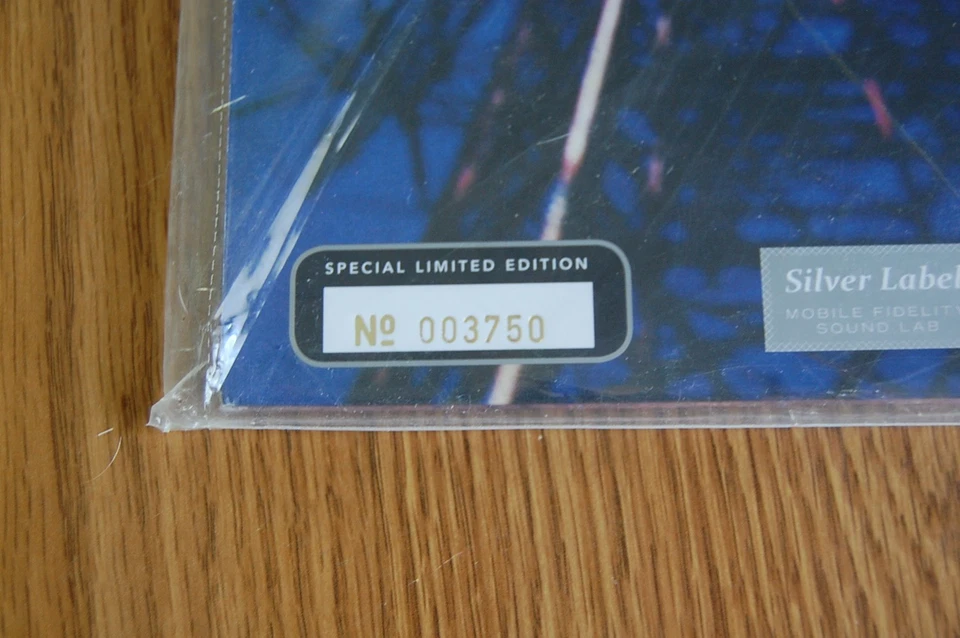 SPECIAL LIMITED EDITION
Nº 003750
Silver Label
MOBILE FIDELITY
SOUND LAB